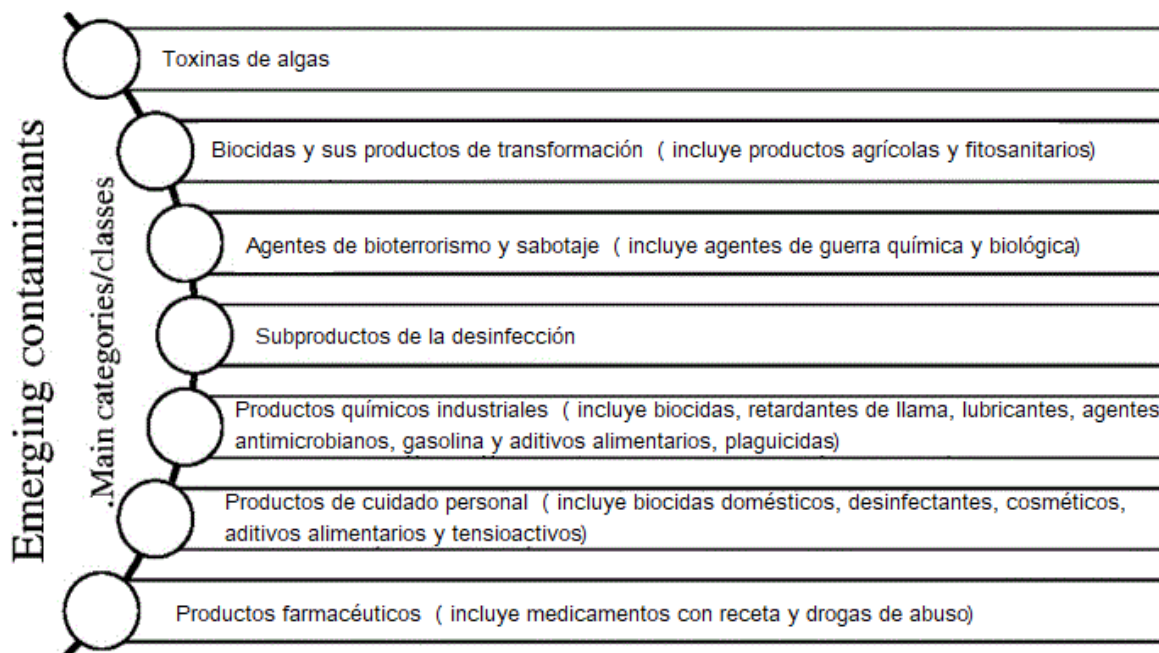 Emerging contaminants
.Main categories/classes
Toxinas de algas
Biocidas y sus productos de transformación ( incluye productos agrícolas y fitosanitarios)
Agentes de bioterrorismo y sabotaje ( incluye agentes de guerra química y biológica)
Subproductos de la desinfección
Productos químicos industriales ( incluye biocidas, retardantes de llama, lubricantes, agentes
antimicrobianos, gasolina y aditivos alimentarios, plaguicidas)
Productos de cuidado personal ( incluye biocidas domésticos, desinfectantes, cosméticos,
aditivos alimentarios y tensioactivos)
Productos farmacéuticos ( incluye medicamentos con receta y drogas de abuso)